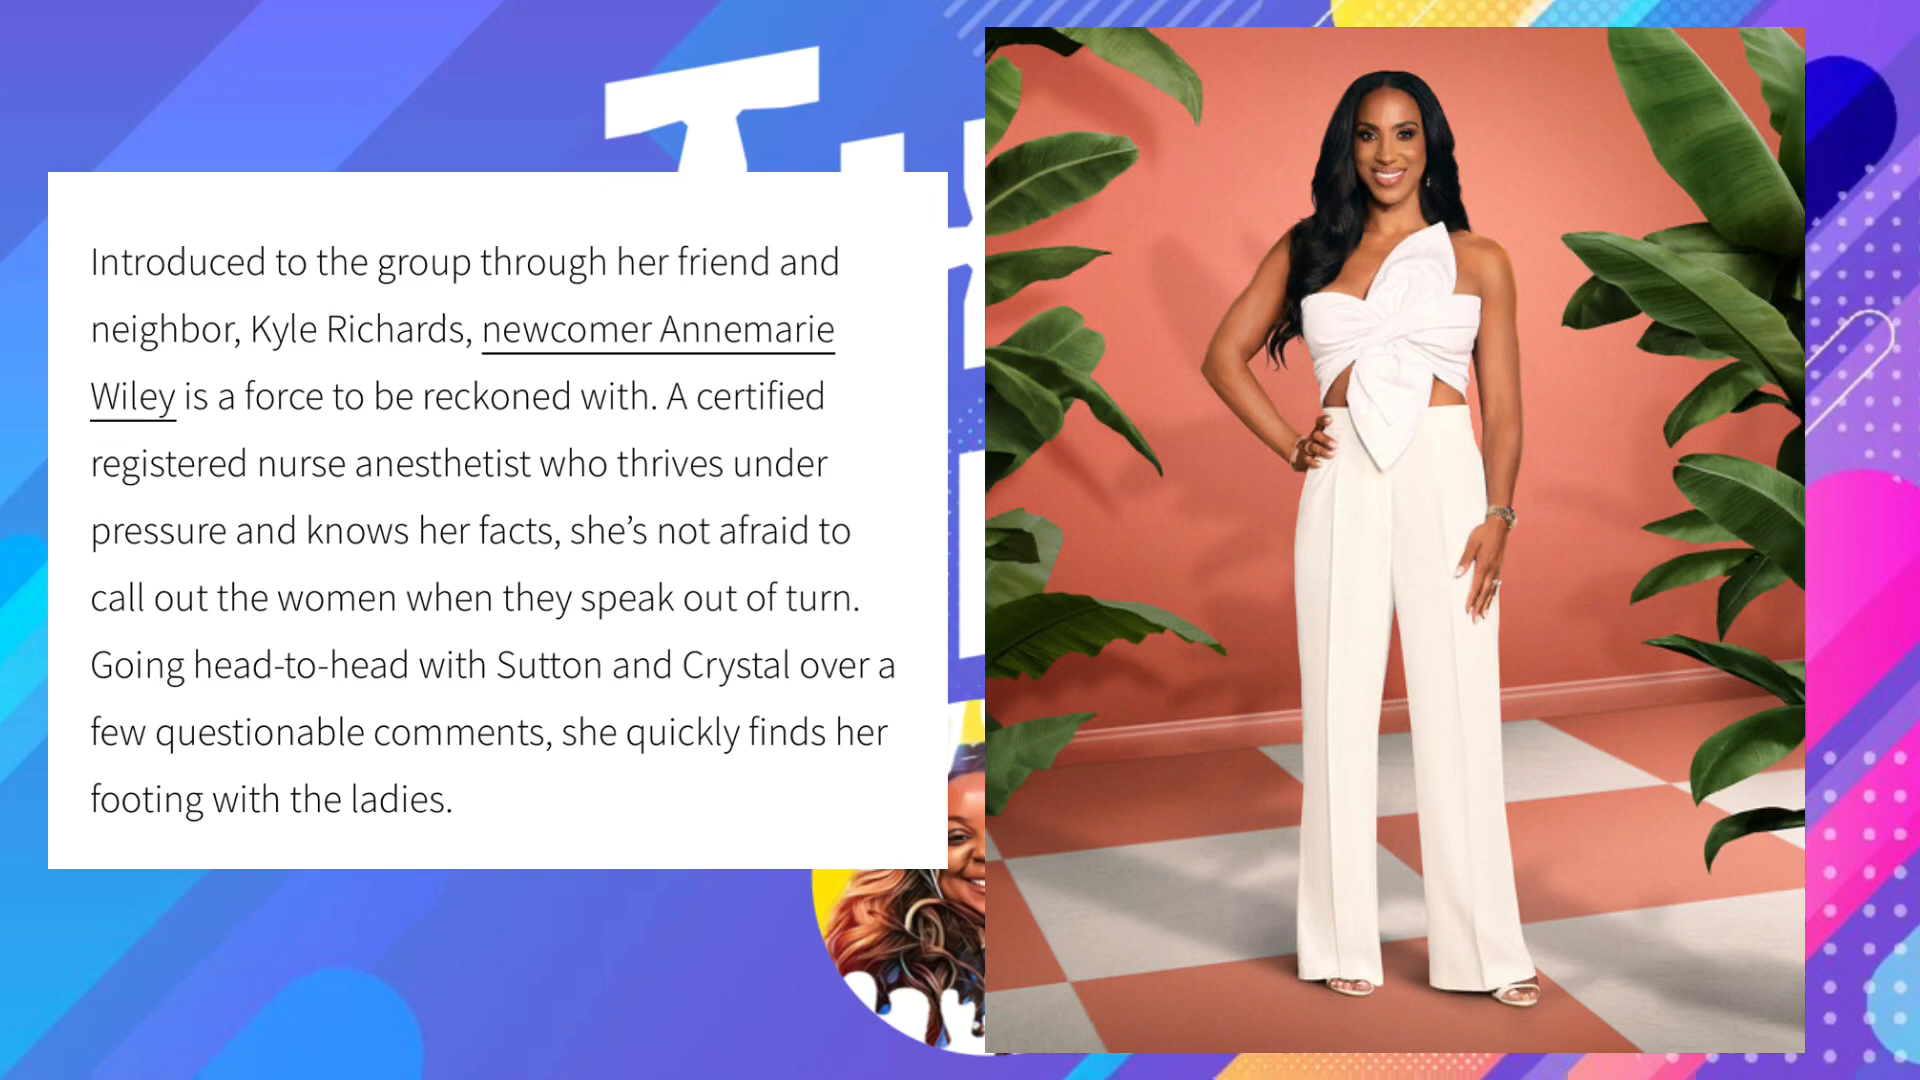 Introduced to the group through her friend and
neighbor, Kyle Richards, newcomer Annemarie
Wiley is a force to be reckoned with. A certified
registered nurse anesthetist who thrives under
pressure and knows her facts, she’s not afraid to
call out the women when they speak out of turn.
Going head-to-head with Sutton and Crystal over a
few questionable comments, she quickly finds her
footing with the ladies.